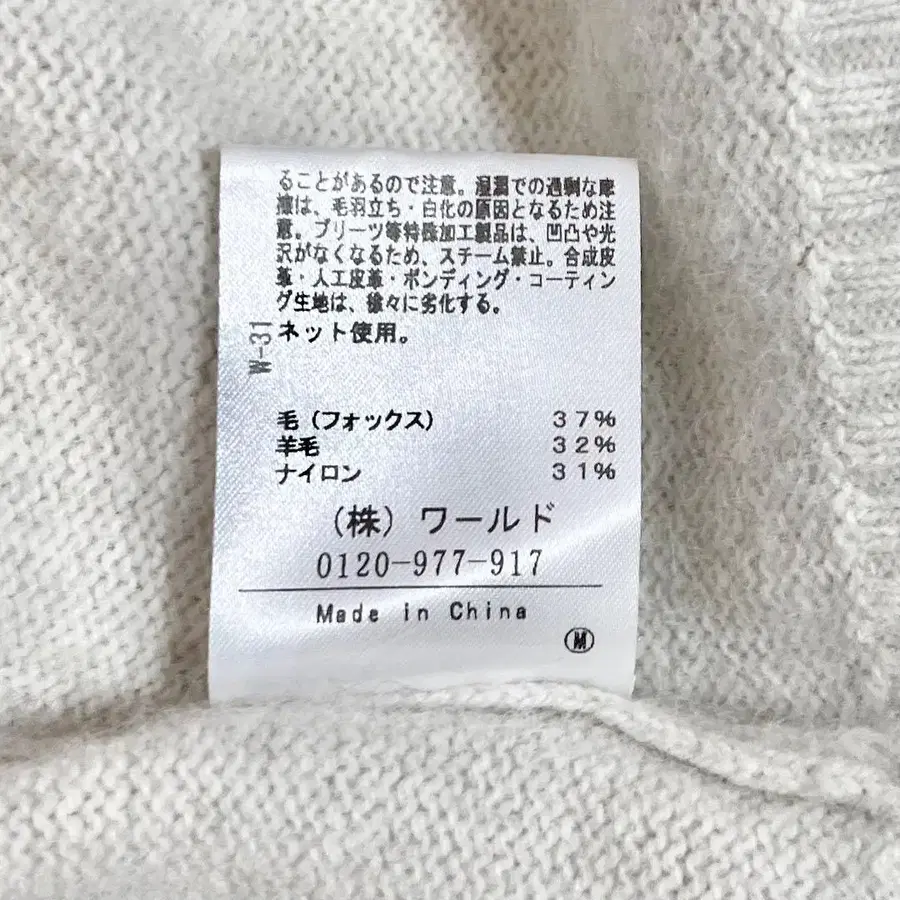 ることがあるので注意。湿潤での過剰な摩
擦は、毛羽立ち・白化の原因となるため注
意。プリーツ等特殊加工製品は、凹凸や光
沢がなくなるため、スチーム禁止。合成皮
革・人工皮革・ボンディング・コーティン
グ生地は、徐々に劣化する。
ネット使用。
W-31
毛(フォックス) 37%
羊毛 32%
ナイロン 31%
(株)ワールド
0120-977-917
Made in China
M